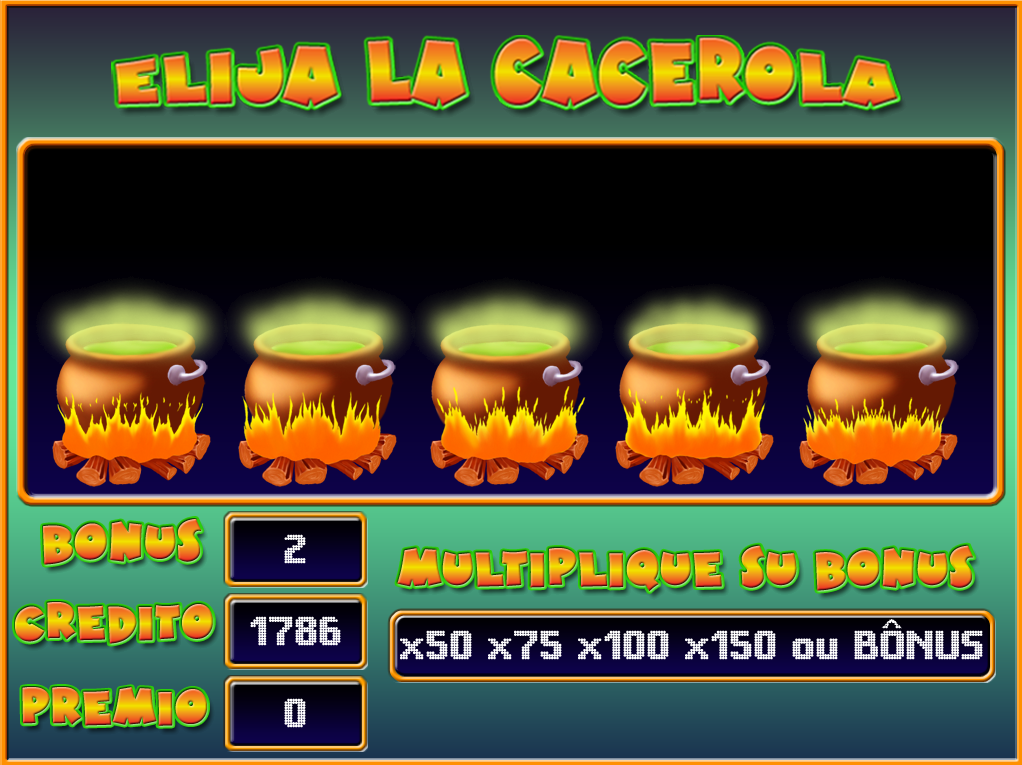 ELIJA LA CACEROLA
BONUS 2
CREDITO 1786
PREMIO 0
MULTIPLIQUE SU BONUS
x50 x75 x100 x150 ou BÔNUS